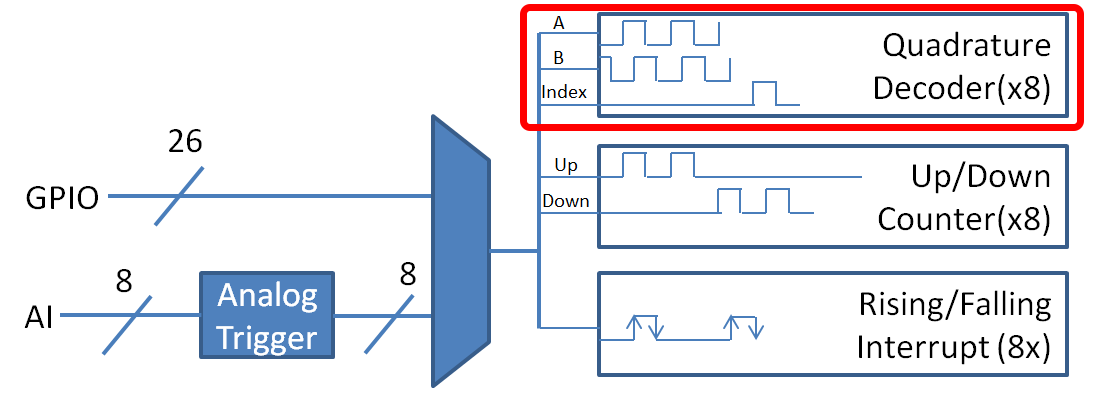 GPIO
26
AI
8
Analog
Trigger
8
A
B
Index
Quadrature
Decoder(x8)
Up
Down
Up/Down
Counter(x8)
Rising/Falling
Interrupt (8x)